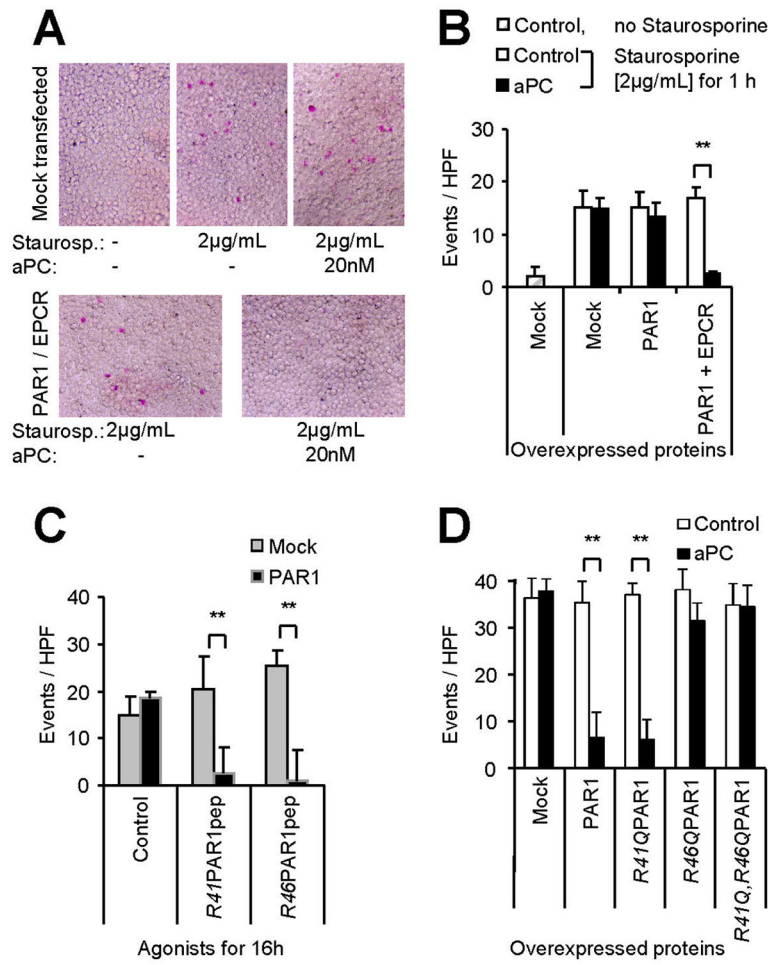 A
Mock transfected
Staurosp.: - 2µg/mL 2µg/mL
aPC: - - 20nM
PAR1 / EPCR
Staurosp.:2µg/mL 2µg/mL
aPC: - 20nM
B
Control, no Staurosporine
Control Staurosporine
aPC [2µg/mL] for 1 h
Events / HPF
30
20
10
0
**
Mock
Mock
PAR1
PAR1 + EPCR
Overexpressed proteins
C
Mock
PAR1
Events / HPF
40
30
20
10
0
**
**
Control
R41PAR1pep
R46PAR1pep
Agonists for 16h
D
Control
aPC
Events / HPF
40
30
20
10
0
**
**
Mock
PAR1
R41QPAR1
R46QPAR1
R41Q,R46QPAR1
Overexpressed proteins